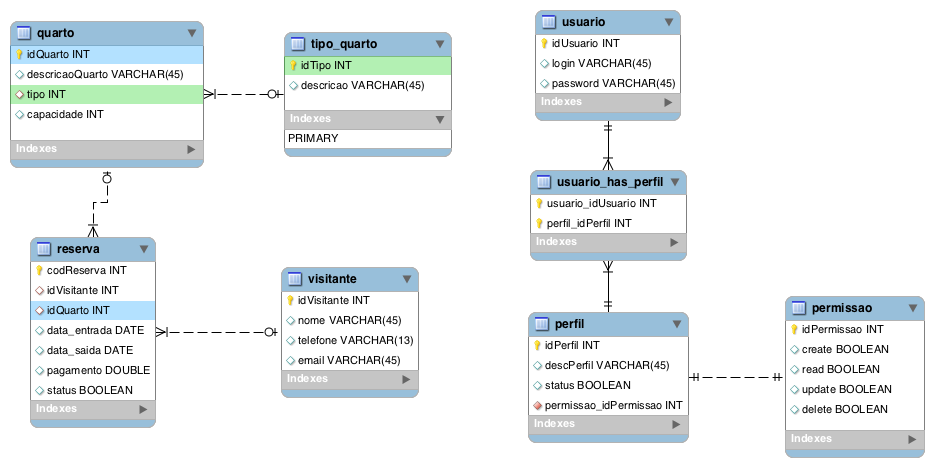 quarto
idQuarto INT
descricaoQuarto VARCHAR(45)
tipo INT
capacidade INT
Indexes
tipo_quarto
idTipo INT
descricao VARCHAR(45)
Indexes
PRIMARY
reserva
codReserva INT
idVisitante INT
idQuarto INT
data_entrada DATE
data_saida DATE
pagamento DOUBLE
status BOOLEAN
Indexes
visitante
idVisitante INT
nome VARCHAR(45)
telefone VARCHAR(13)
email VARCHAR(45)
Indexes
usuario
idUsuario INT
login VARCHAR(45)
password VARCHAR(45)
Indexes
usuario_has_perfil
usuario_idUsuario INT
perfil_idPerfil INT
Indexes
perfil
idPerfil INT
descPerfil VARCHAR(45)
status BOOLEAN
permissao_idPermissao INT
Indexes
permissao
idPermissao INT
create BOOLEAN
read BOOLEAN
update BOOLEAN
delete BOOLEAN
Indexes